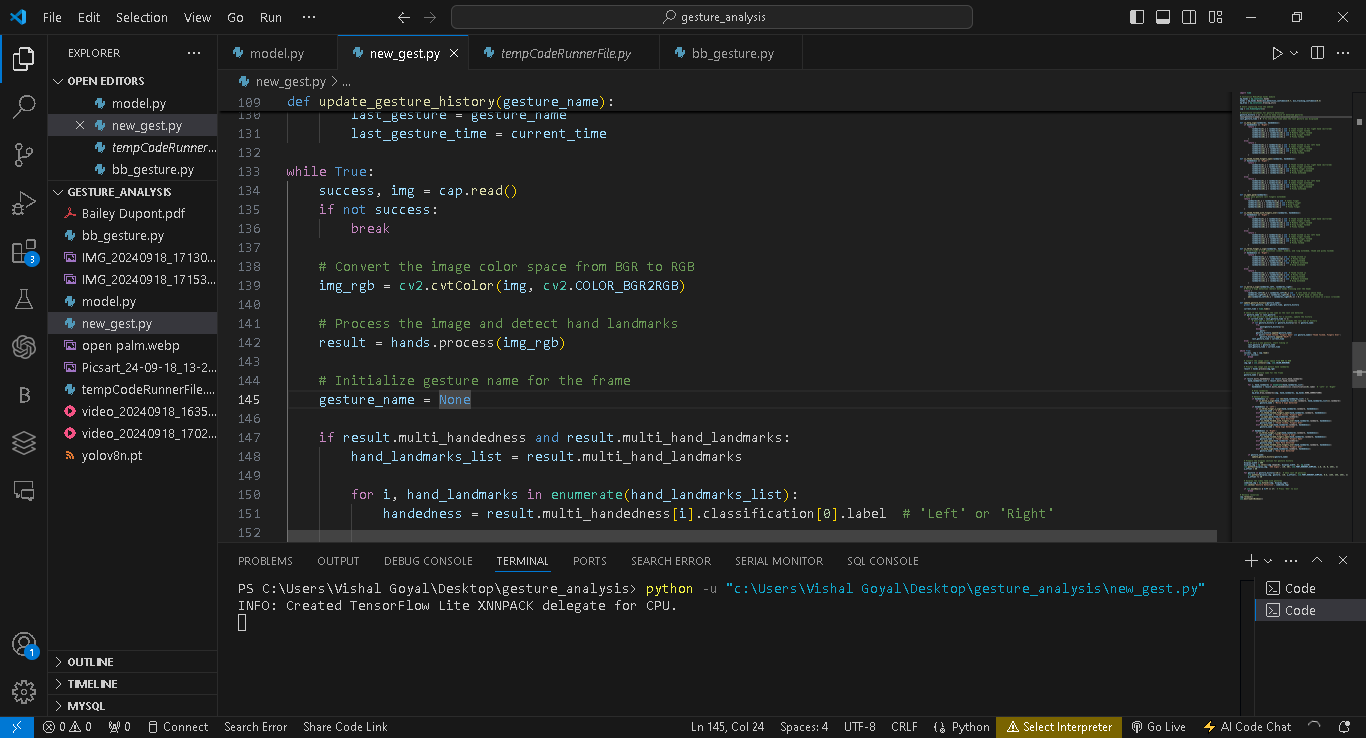 File Edit Selection View Go Run ··· gesture_analysis
EXPLORER ···
OPEN EDITORS
model.py
new_gest.py
tempCodeRunner...
bb_gesture.py
GESTURE_ANALYSIS
Bailey Dupont.pdf
bb_gesture.py
IMG_20240918_17130...
IMG_20240918_17153...
model.py
new_gest.py
open palm.webp
Picsart_24-09-18_13-2...
tempCodeRunnerFile....
video_20240918_1635...
video_20240918_1702...
yolov8n.pt
OUTLINE
TIMELINE
MYSQL
3
B
1
model.py new_gest.py tempCodeRunnerFile.py bb_gesture.py
new_gest.py > ...
109 def update_gesture_history(gesture_name):
130 last_gesture = gesture_name
131 last_gesture_time = current_time
132
133 while True:
134 success, img = cap.read()
135 if not success:
136 break
137
138 # Convert the image color space from BGR to RGB
139 img_rgb = cv2.cvtColor(img, cv2.COLOR_BGR2RGB)
140
141 # Process the image and detect hand landmarks
142 result = hands.process(img_rgb)
143
144 # Initialize gesture name for the frame
145 gesture_name = None
146
147 if result.multi_handedness and result.multi_hand_landmarks:
148 hand_landmarks_list = result.multi_hand_landmarks
149
150 for i, hand_landmarks in enumerate(hand_landmarks_list):
151 handedness = result.multi_handedness[i].classification[0].label # 'Left' or 'Right'
152
PROBLEMS OUTPUT DEBUG CONSOLE TERMINAL PORTS SEARCH ERROR SERIAL MONITOR SQL CONSOLE
PS C:\Users\Vishal Goyal\Desktop\gesture_analysis> python -u "c:\Users\Vishal Goyal\Desktop\gesture_analysis\new_gest.py"
INFO: Created TensorFlow Lite XNNPACK delegate for CPU.
Code
Code
0 0 0 Connect Search Error Share Code Link Ln 145, Col 24 Spaces: 4 UTF-8 CRLF Python Select Interpreter Go Live AI Code Chat